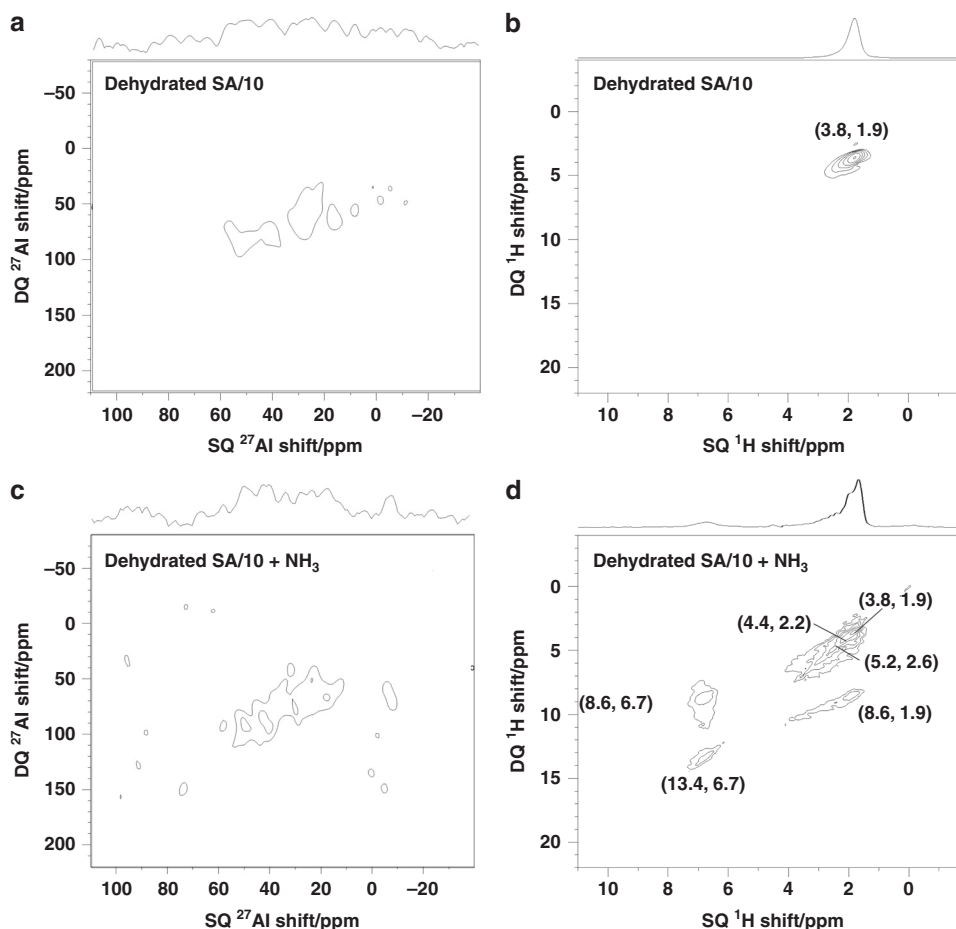 a
Dehydrated SA/10
DQ ²⁷Al shift/ppm
−50
0
50
100
150
200
100 80 60 40 20 0 −20
SQ ²⁷Al shift/ppm
b
Dehydrated SA/10
(3.8, 1.9)
DQ ¹H shift/ppm
0
5
10
15
20
10 8 6 4 2 0
SQ ¹H shift/ppm
c
Dehydrated SA/10 + NH₃
DQ ²⁷Al shift/ppm
−50
0
50
100
150
200
100 80 60 40 20 0 −20
SQ ²⁷Al shift/ppm
d
Dehydrated SA/10 + NH₃
(3.8, 1.9)
(4.4, 2.2)
(5.2, 2.6)
(8.6, 6.7)
(8.6, 1.9)
(13.4, 6.7)
DQ ¹H shift/ppm
0
5
10
15
20
10 8 6 4 2 0
SQ ¹H shift/ppm